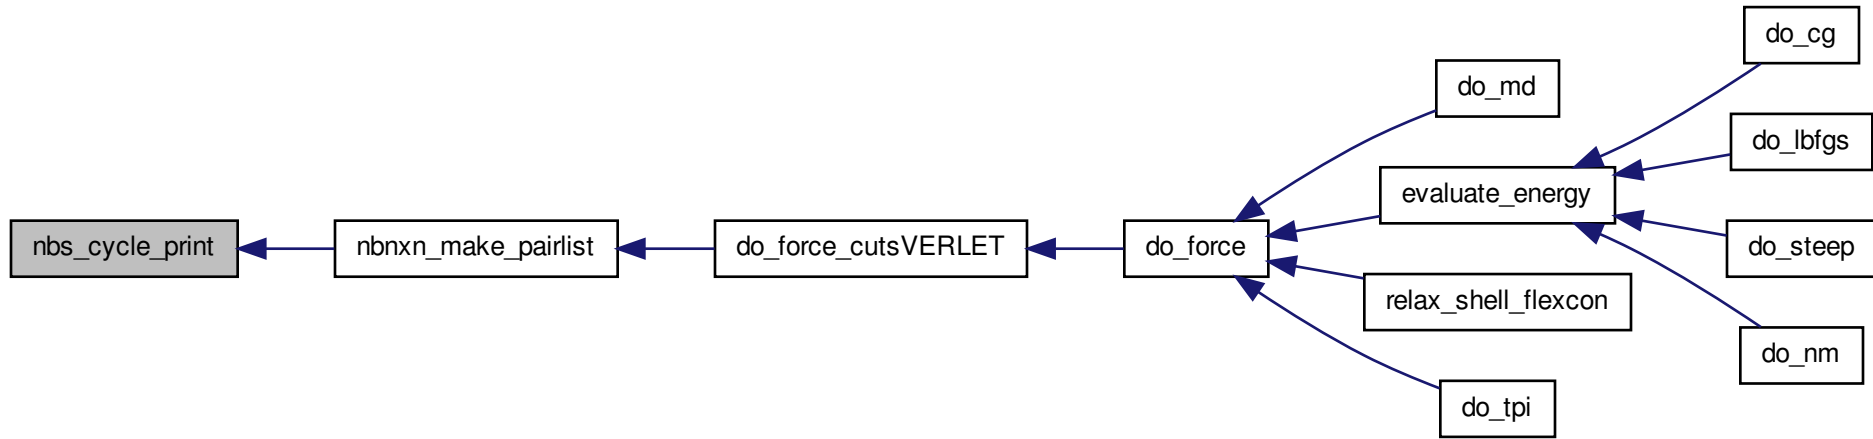 nbs_cycle_print
nbnxn_make_pairlist
do_force_cutsVERLET
do_force
do_md
evaluate_energy
relax_shell_flexcon
do_tpi
do_cg
do_lbfgs
do_steep
do_nm